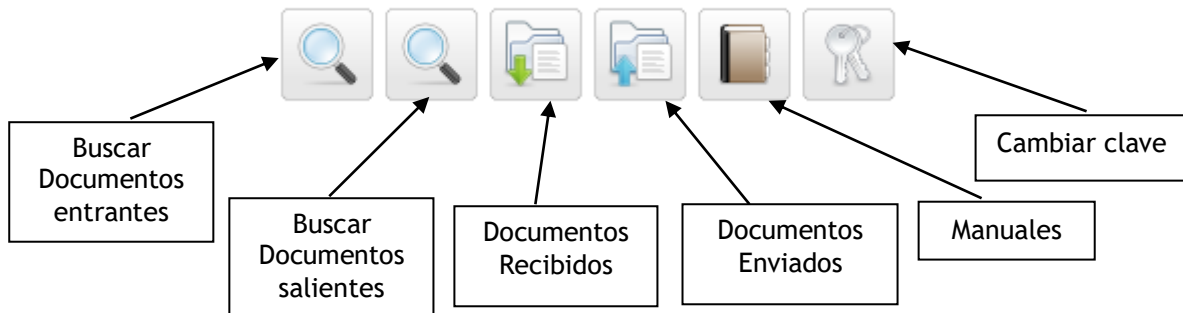 Buscar
Documentos
entrantes
Buscar
Documentos
salientes
Documentos
Recibidos
Documentos
Enviados
Manuales
Cambiar clave